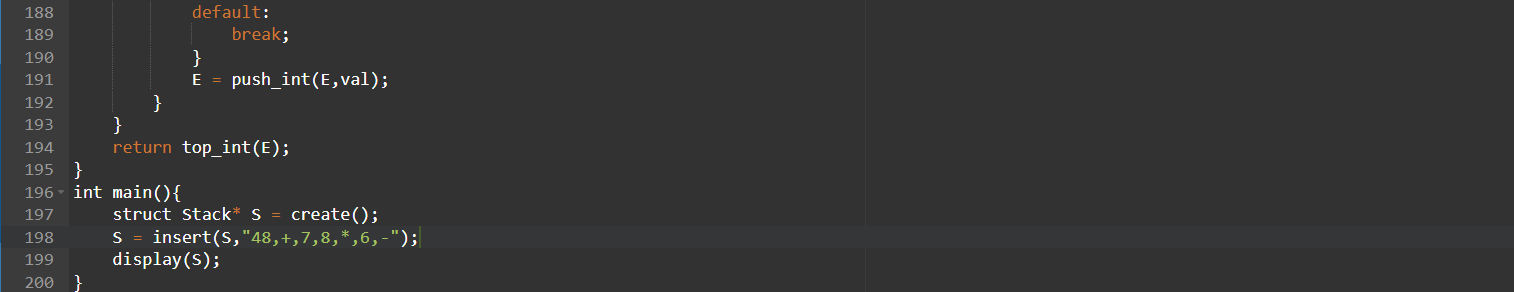 188 default:
189 break;
190 }
191 E = push_int(E,val);
192 }
193 }
194 return top_int(E);
195 }
196 int main(){
197 struct Stack* S = create();
198 S = insert(S,"48,+,7,8,*,6,-");
199 display(S);
200 }